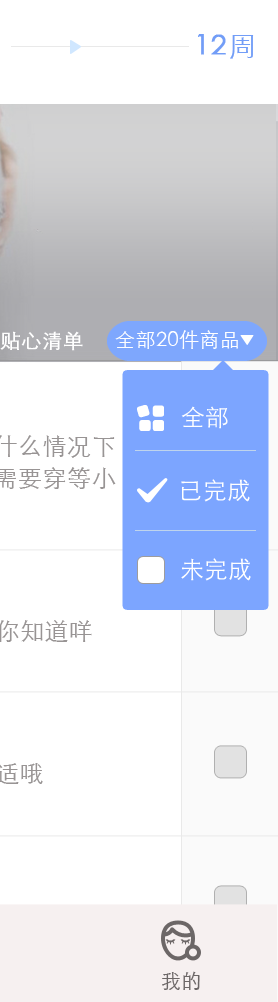 12周
贴心清单
全部20件商品▼
全部
已完成
未完成
什么情况下
需要穿等小
你知道咩
适哦
我的